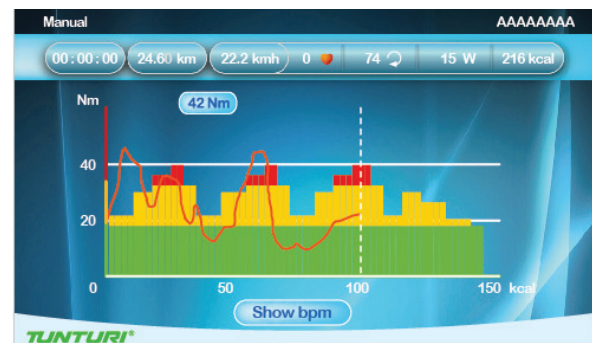 Manual AAAAAAAA
00:00:00 24.60 km 22.2 kmh 0 74 15 W 216 kcal
Nm 42 Nm
40
20
0 50 100 150 kcal
Show bpm
TUNTURI®